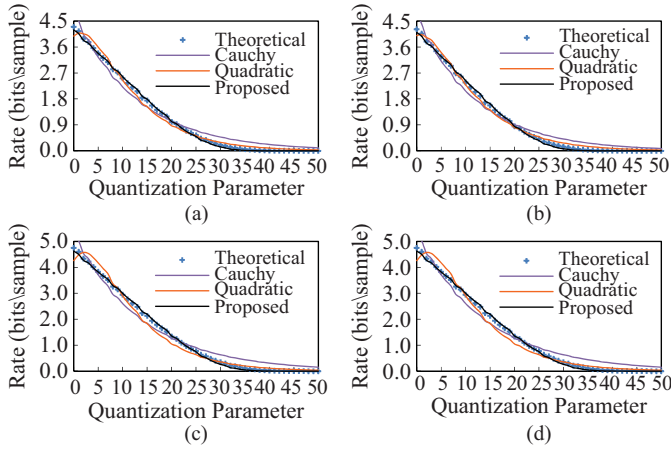 4.5
3.6
2.7
1.8
0.9
0.0
Rate (bits\sample)
Theoretical
Cauchy
Quadratic
Proposed
0 5 10 15 20 25 30 35 40 45 50
Quantization Parameter
(a)
4.5
3.6
2.7
1.8
0.9
0.0
Rate (bits\sample)
Theoretical
Cauchy
Quadratic
Proposed
0 5 10 15 20 25 30 35 40 45 50
Quantization Parameter
(b)
5.0
4.0
3.0
2.0
1.0
0.0
Rate (bits\sample)
Theoretical
Cauchy
Quadratic
Proposed
0 5 10 15 22 25 30 35 40 45 50
Quantization Parameter
(c)
5.0
4.0
3.0
2.0
1.0
0.0
Rate (bits\sample)
Theoretical
Cauchy
Quadratic
Proposed
0 5 10 15 22 25 30 35 40 45 50
Quantization Parameter
(d)